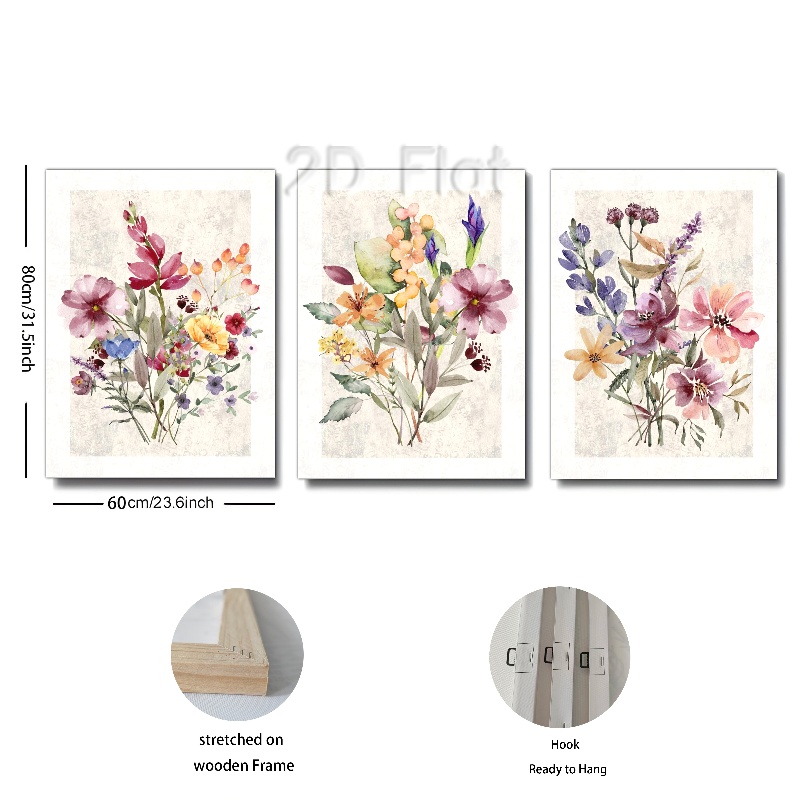 2D Flat
80cm/31.5inch
60cm/23.6inch
stretched on
wooden Frame
Hook
Ready to Hang